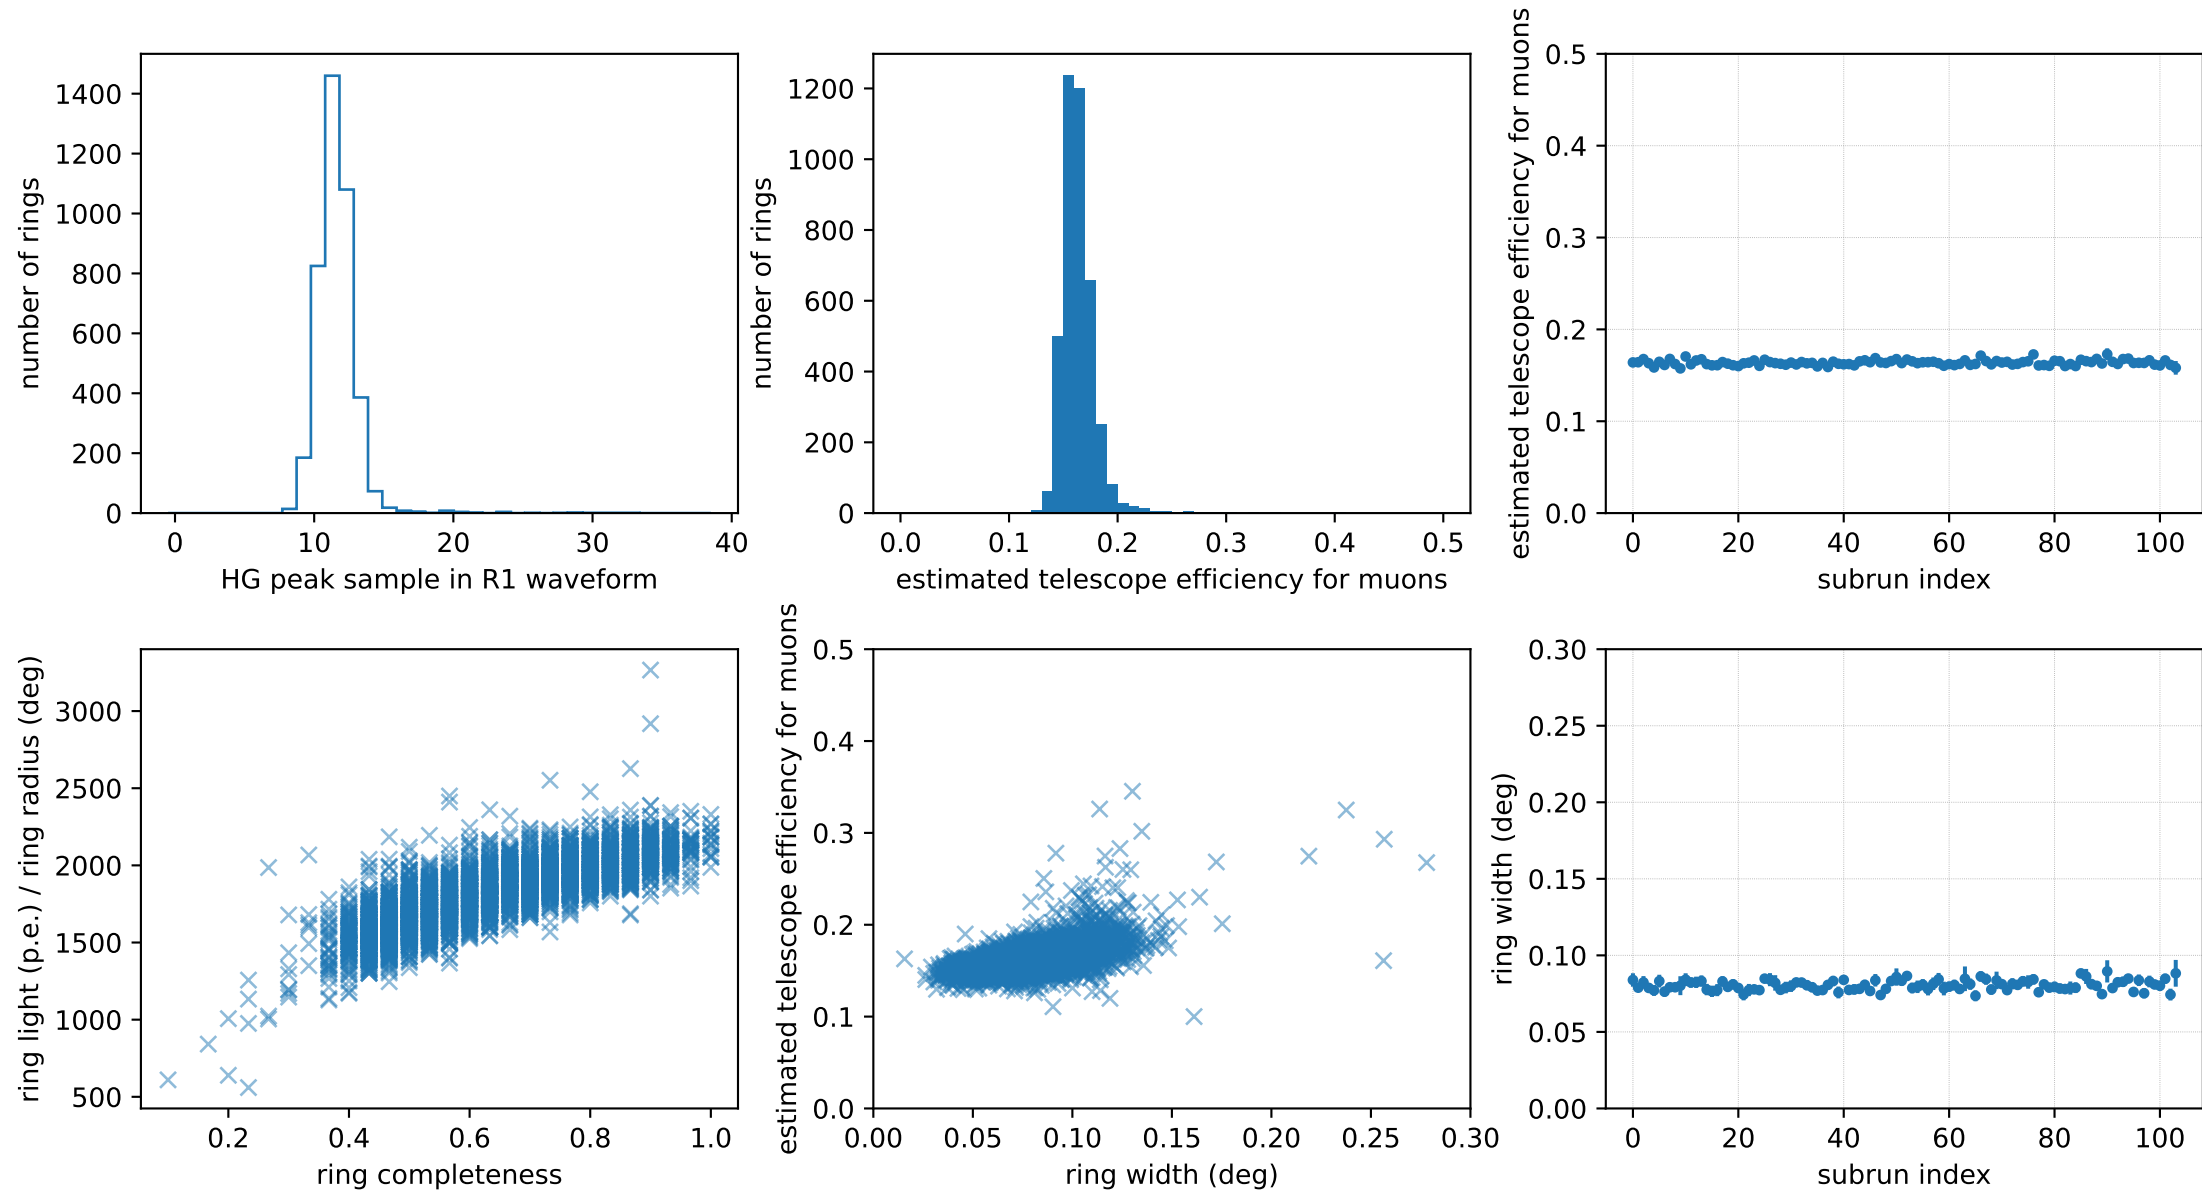 number of rings
1400
1200
1000
800
600
400
200
0
0 10 20 30 40
HG peak sample in R1 waveform
number of rings
1200
1000
800
600
400
200
0
0.0 0.1 0.2 0.3 0.4 0.5
estimated telescope efficiency for muons
estimated telescope efficiency for muons
0.5
0.4
0.3
0.2
0.1
0.0
0 20 40 60 80 100
subrun index
ring light (p.e.) / ring radius (deg)
3000
2500
2000
1500
1000
500
0.2 0.4 0.6 0.8 1.0
ring completeness
estimated telescope efficiency for muons
0.5
0.4
0.3
0.2
0.1
0.0
0.00 0.05 0.10 0.15 0.20 0.25 0.30
ring width (deg)
ring width (deg)
0.30
0.25
0.20
0.15
0.10
0.05
0.00
0 20 40 60 80 100
subrun index